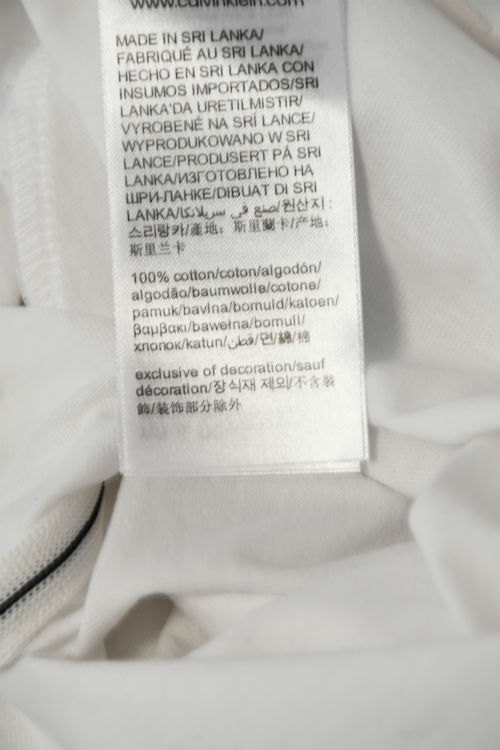 www.calvinklein.com
MADE IN SRI LANKA/
FABRIQUÉ AU SRI LANKA/
HECHO EN SRI LANKA CON
INSUMOS IMPORTADOS/SRI
LANKA'DA URETILMISTIR/
VYROBENÉ NA SRÍ LANCE/
WYPRODUKOWANO W SRI
LANCE/PRODUSERT PÅ SRI
LANKA/ИЗГОТОВЛЕНО НА
ШРИ-ЛАНКЕ/DIBUAT DI SRI
LANKA/صنع في سريلانكا/원산지 :
스리랑카/產地：斯里蘭卡/产地：
斯里兰卡
100% cotton/coton/algodón/
algodão/baumwolle/cotone/
pamuk/bavlna/bomuld/katoen/
βαμβακι/bawełna/bomull/
хлопок/katun/قطن/면/綿/棉
exclusive of decoration/sauf
décoration/장식재 제외/不含裝
飾/装饰部分除外